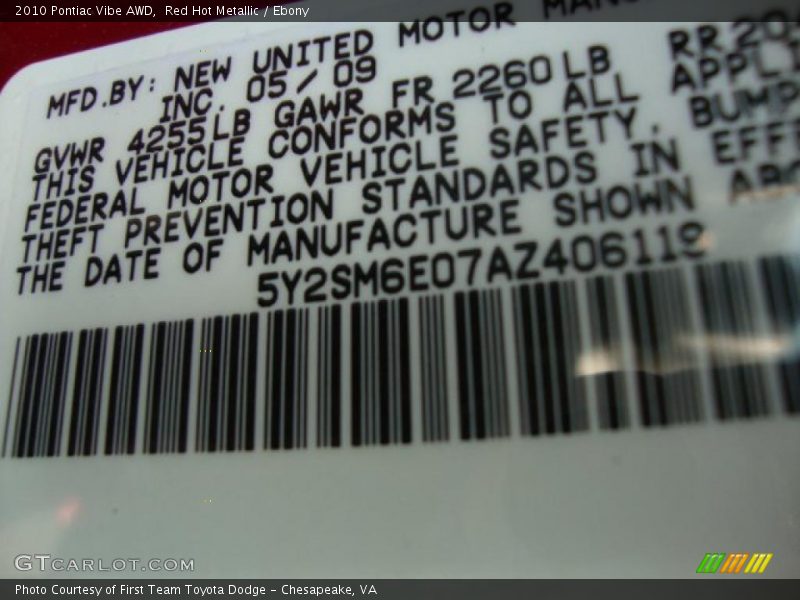 2010 Pontiac Vibe AWD, Red Hot Metallic / Ebony
MFD.BY: NEW UNITED MOTOR
INC. 05/09
GVWR 4255LB GAWR FR 2260LB RR
THIS VEHICLE CONFORMS TO ALL
FEDERAL MOTOR VEHICLE SAFETY,
THEFT PREVENTION STANDARDS IN
THE DATE OF MANUFACTURE SHOWN
5Y2SM6E07AZ406119
GTCARLOT.COM
Photo Courtesy of First Team Toyota Dodge - Chesapeake, VA